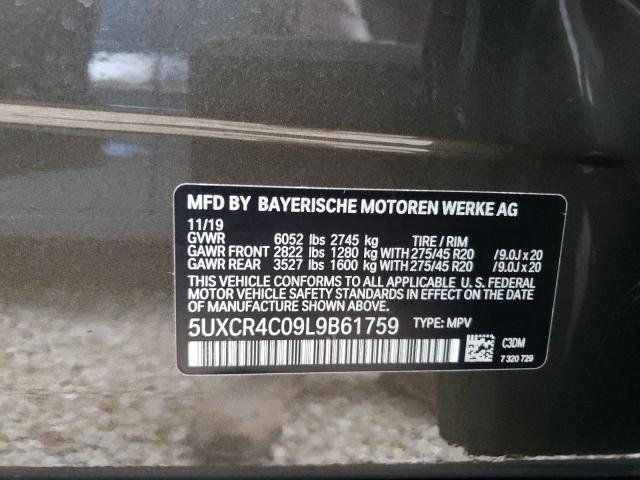 MFD BY BAYERISCHE MOTOREN WERKE AG
11/19
GVWR 6052 lbs 2745 kg TIRE / RIM
GAWR FRONT 2822 lbs 1280 kg WITH 275/45 R20 /9.0J x 20
GAWR REAR 3527 lbs 1600 kg WITH 275/45 R20 /9.0J x 20
THIS VEHICLE CONFORMS TO ALL APPLICABLE U. S. FEDERAL
MOTOR VEHICLE SAFETY STANDARDS IN EFFECT ON THE
DATE OF MANUFACTURE SHOWN ABOVE.
5UXCR4C09L9B61759 TYPE: MPV
C3DM
7 320 729